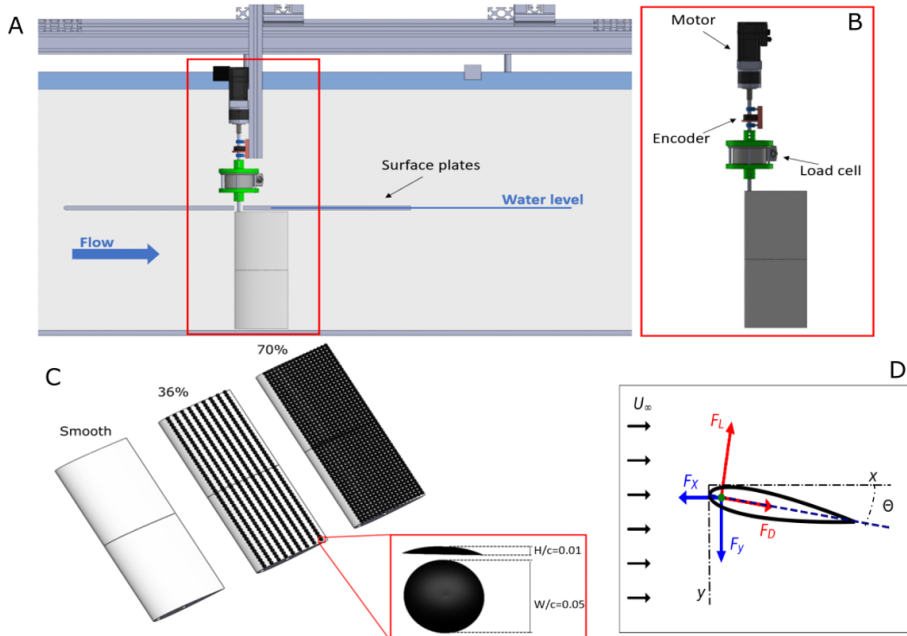 A
Surface plates
Water level
Flow
B
Motor
Encoder
Load cell
C
Smooth
36%
70%
H/c=0.01
W/c=0.05
D
U∞
F_L
F_X
F_D
F_y
x
Θ
y